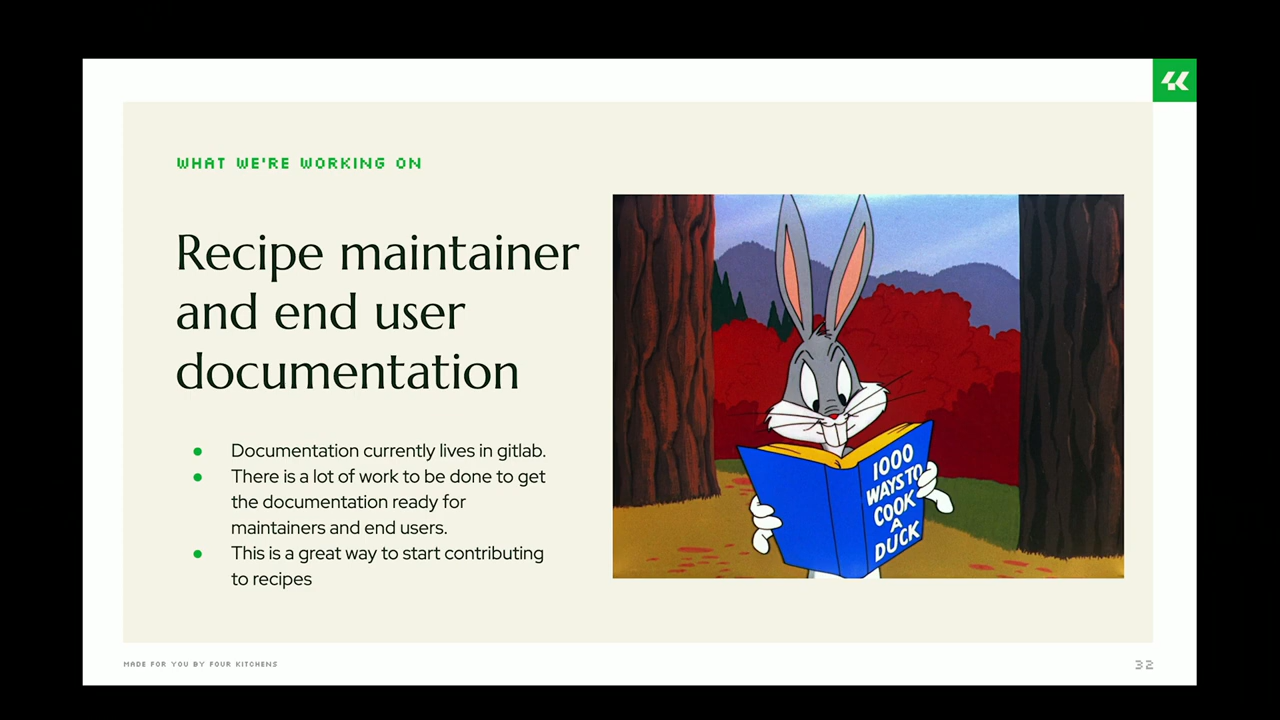 WHAT WE'RE WORKING ON
Recipe maintainer
and end user
documentation
Documentation currently lives in gitlab.
There is a lot of work to be done to get
the documentation ready for
maintainers and end users.
This is a great way to start contributing
to recipes
1000
WAYS TO
COOK
A
DUCK
MADE FOR YOU BY FOUR KITCHENS
32